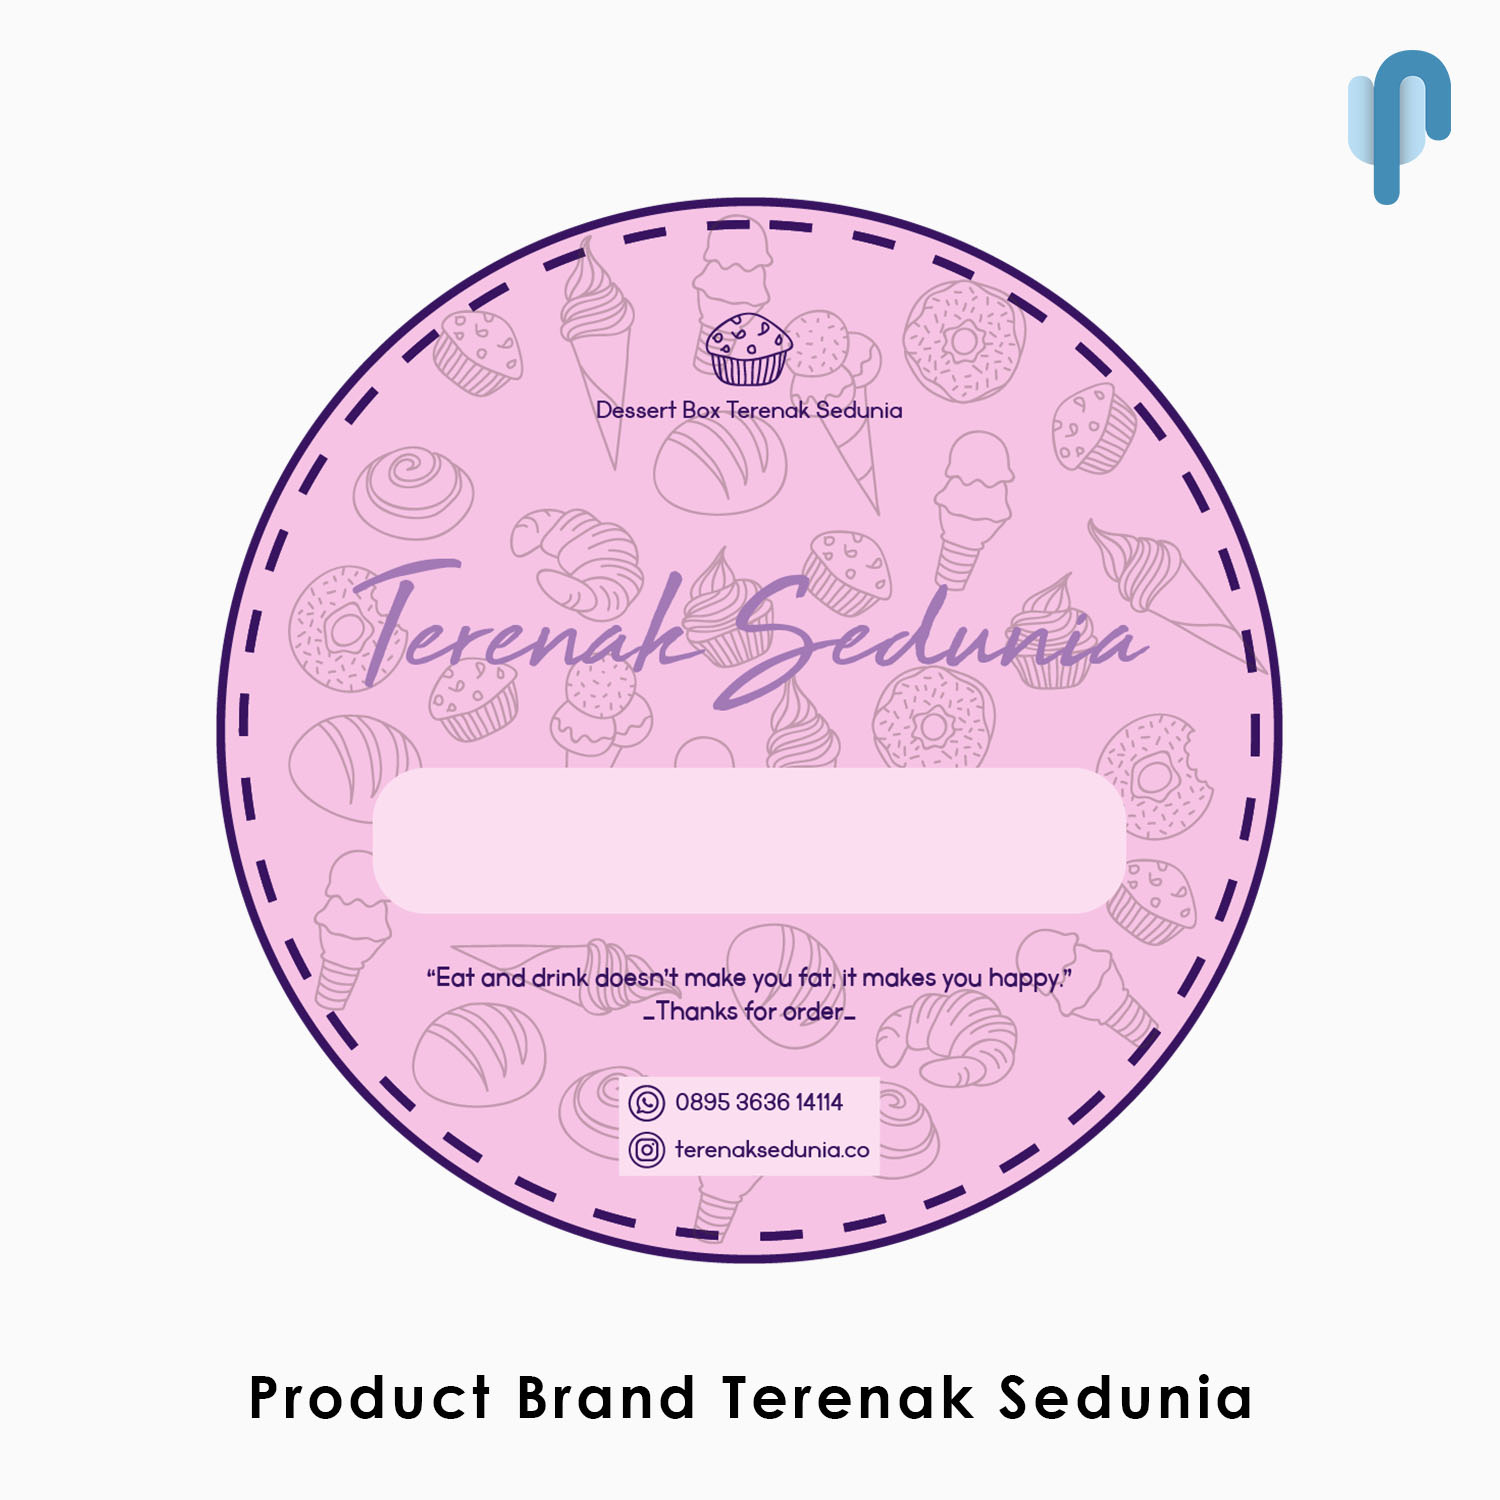 Dessert Box Terenak Sedunia
Terenak Sedunia
“Eat and drink doesn't make you fat, it makes you happy.”
_Thanks for order_
0895 3636 14114
terenaksedunia.co
Product Brand Terenak Sedunia